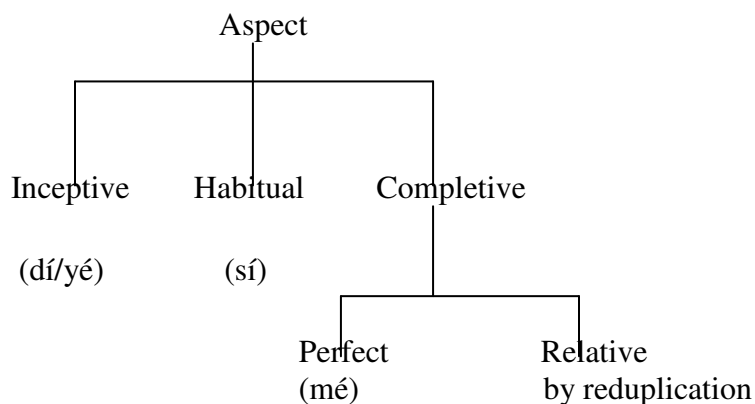 Aspect
Inceptive Habitual Completive
(dí/yé) (sí)
Perfect Relative
(mé) by reduplication